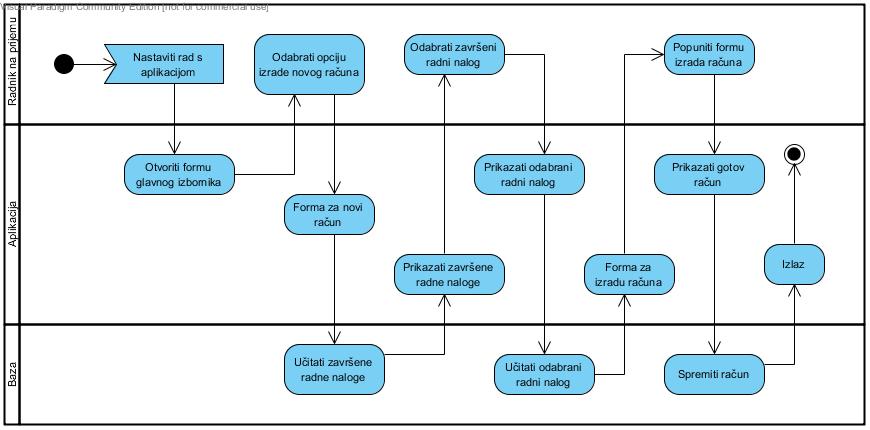 Visual Paradigm Community Edition [not for commercial use]
Radnik na prijemu
Nastaviti rad s
aplikacijom
Odabrati opciju
izrade novog računa
Odabrati završeni
radni nalog
Popuniti formu
izrada računa
Aplikacija
Otvoriti formu
glavnog izbornika
Forma za novi
račun
Prikazati završene
radne naloge
Prikazati odabrani
radni nalog
Forma za
izradu računa
Prikazati gotov
račun
Izlaz
Baza
Učitati završene
radne naloge
Učitati odabrani
radni nalog
Spremiti račun